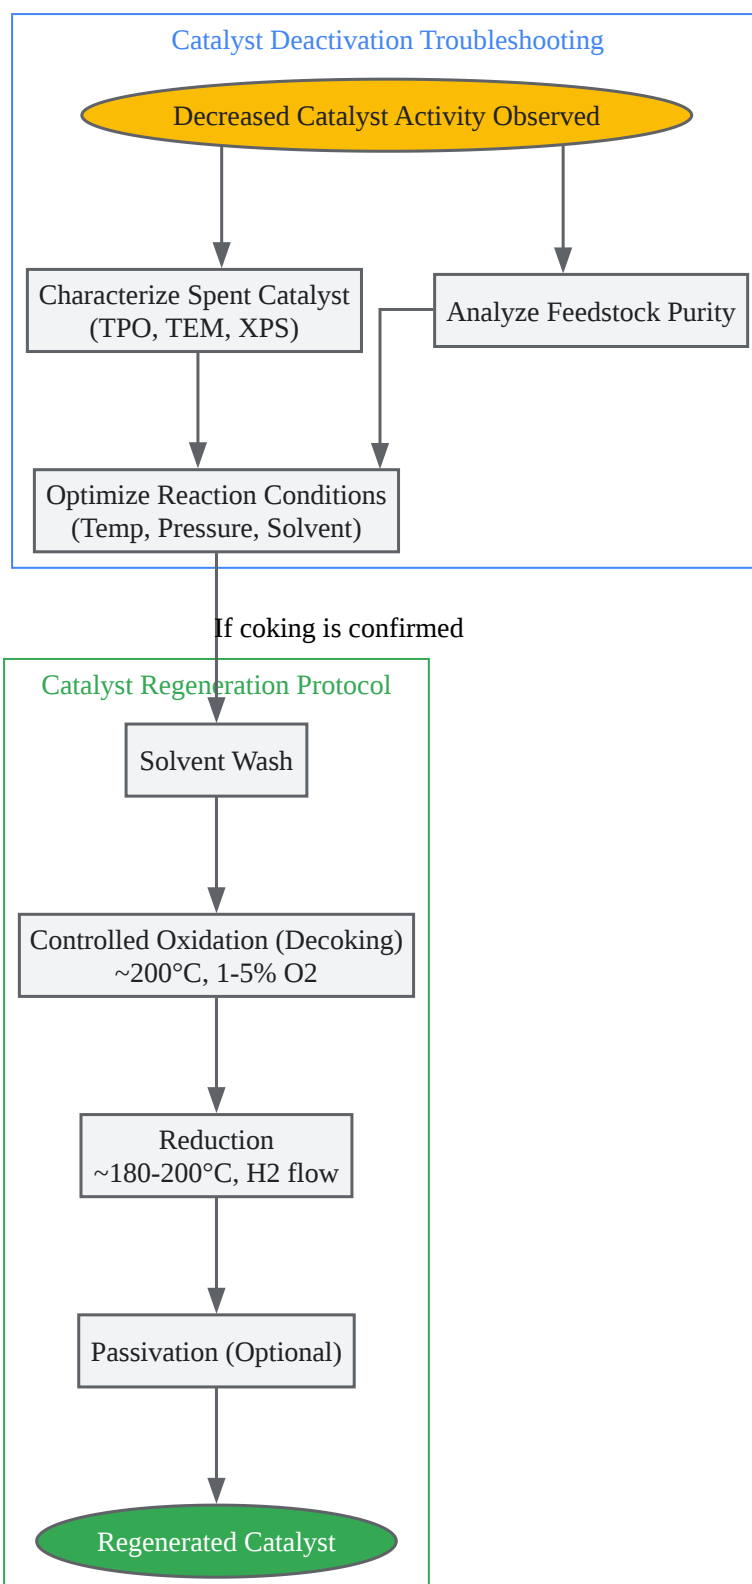 Catalyst Deactivation Troubleshooting
Decreased Catalyst Activity Observed
Characterize Spent Catalyst
(TPO, TEM, XPS)
Analyze Feedstock Purity
Optimize Reaction Conditions
(Temp, Pressure, Solvent)
If coking is confirmed
Catalyst Regeneration Protocol
Solvent Wash
Controlled Oxidation (Decoking)
~200°C, 1-5% O2
Reduction
~180-200°C, H2 flow
Passivation (Optional)
Regenerated Catalyst